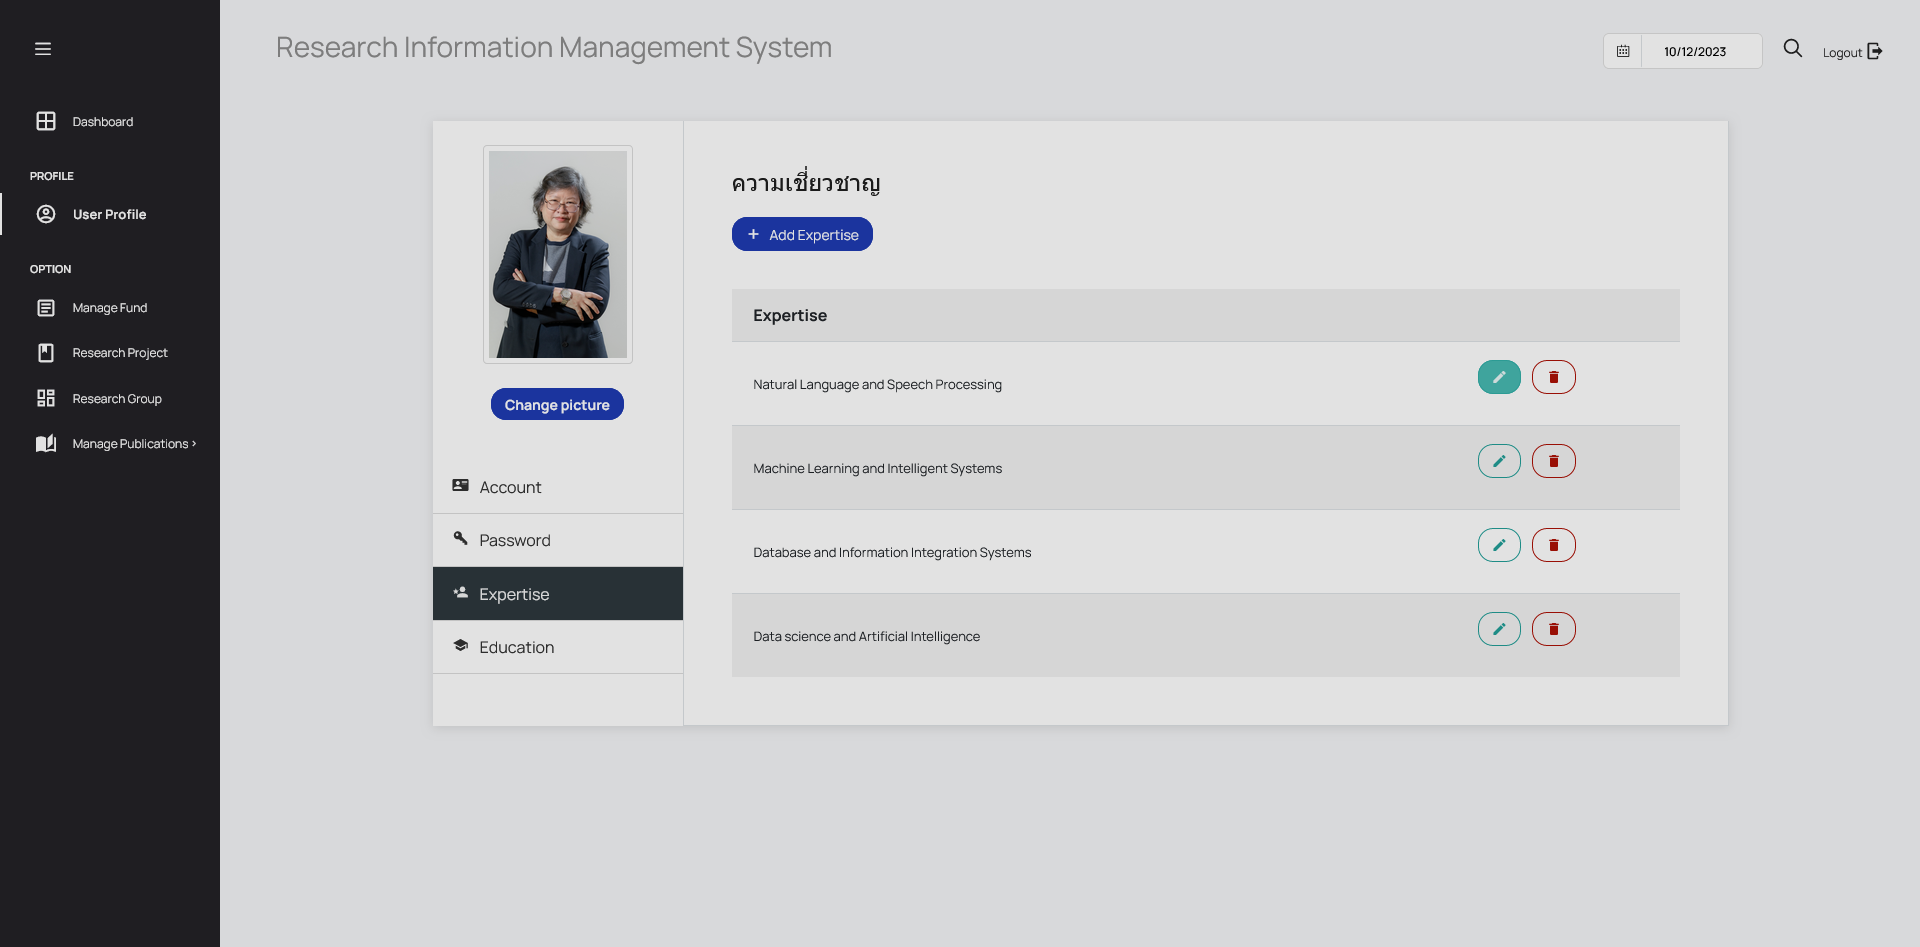 Research Information Management System
10/12/2023
Logout
Dashboard
PROFILE
User Profile
OPTION
Manage Fund
Research Project
Research Group
Manage Publications
Change picture
Account
Password
Expertise
Education
ความเชี่ยวชาญ
+ Add Expertise
Expertise
Natural Language and Speech Processing
Machine Learning and Intelligent Systems
Database and Information Integration Systems
Data science and Artificial Intelligence